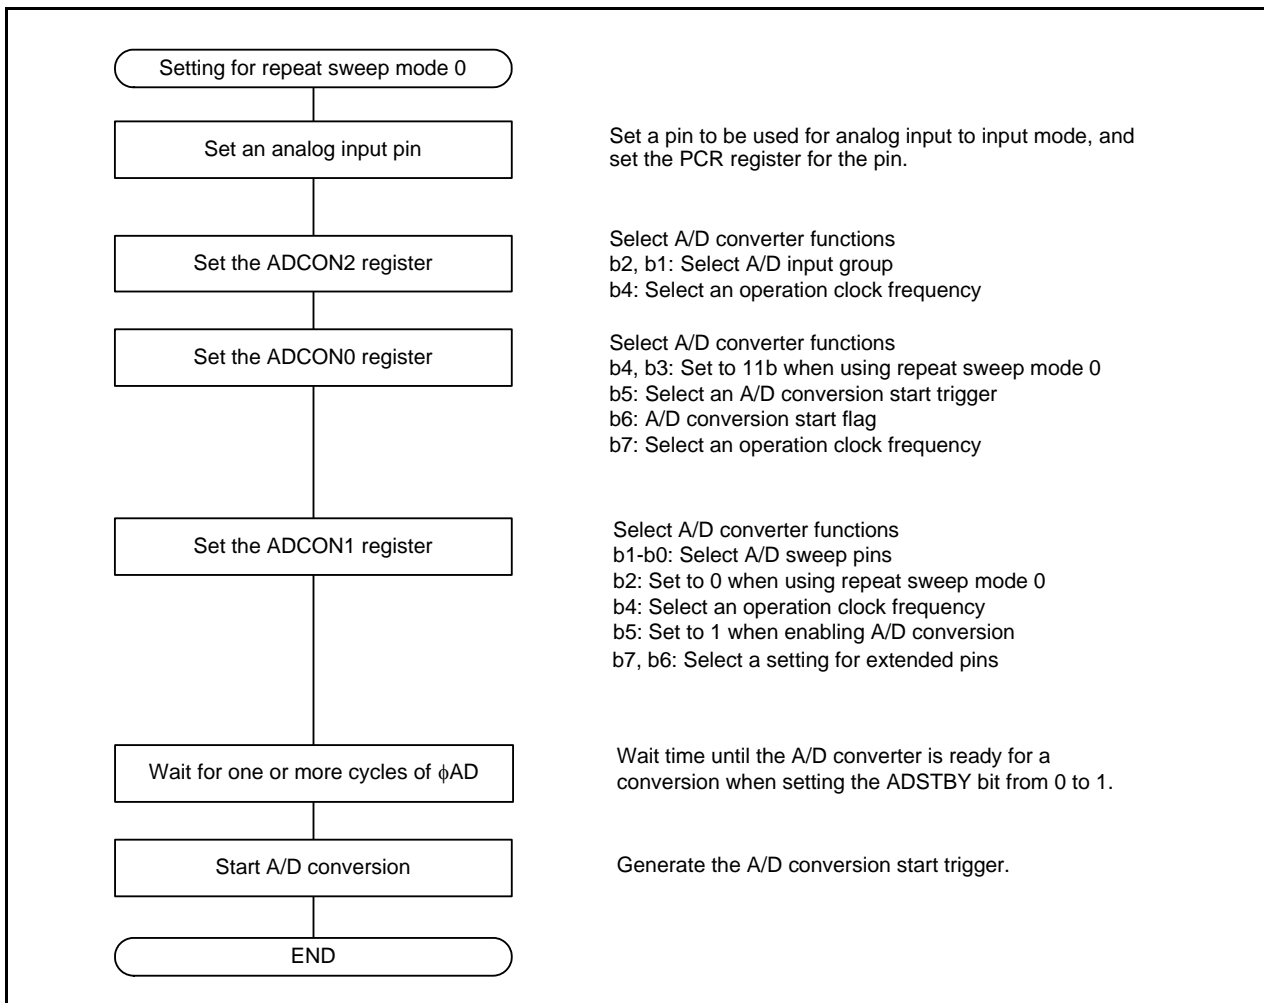 Setting for repeat sweep mode 0
Set an analog input pin
Set a pin to be used for analog input to input mode, and
set the PCR register for the pin.
Set the ADCON2 register
Select A/D converter functions
b2, b1: Select A/D input group
b4: Select an operation clock frequency
Set the ADCON0 register
Select A/D converter functions
b4, b3: Set to 11b when using repeat sweep mode 0
b5: Select an A/D conversion start trigger
b6: A/D conversion start flag
b7: Select an operation clock frequency
Set the ADCON1 register
Select A/D converter functions
b1-b0: Select A/D sweep pins
b2: Set to 0 when using repeat sweep mode 0
b4: Select an operation clock frequency
b5: Set to 1 when enabling A/D conversion
b7, b6: Select a setting for extended pins
Wait for one or more cycles of ϕAD
Wait time until the A/D converter is ready for a
conversion when setting the ADSTBY bit from 0 to 1.
Start A/D conversion
Generate the A/D conversion start trigger.
END